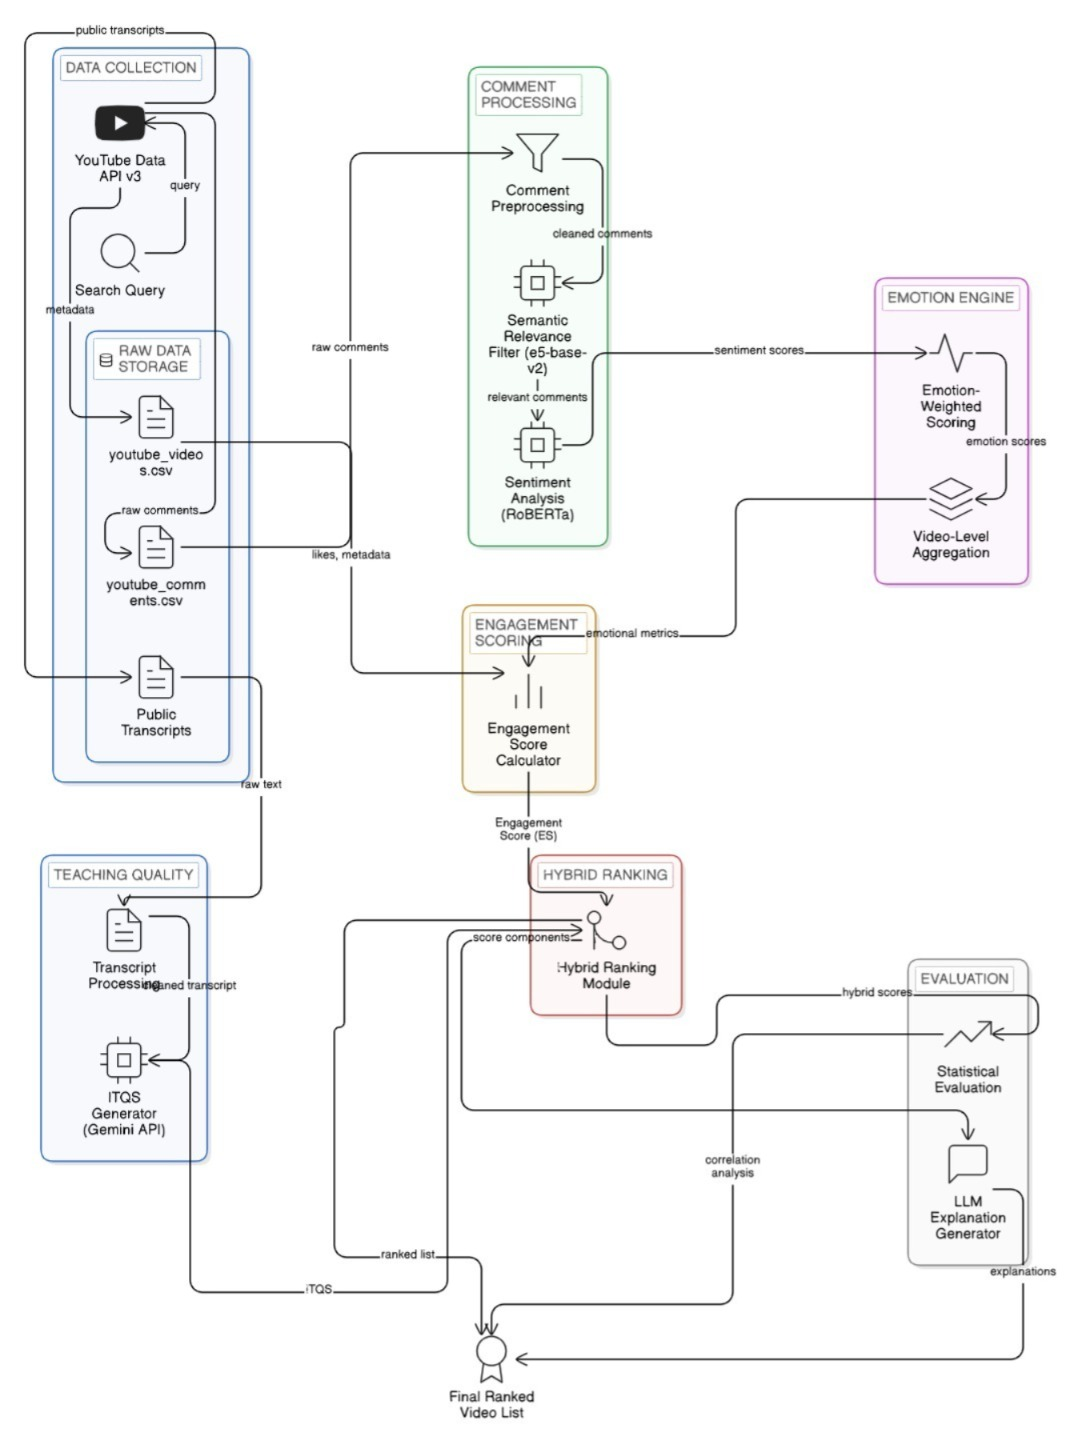 public transcripts
DATA COLLECTION
YouTube Data
API v3
query
Search Query
metadata
RAW DATA
STORAGE
youtube_video
s.csv
raw comments
youtube_comm
ents.csv
Public
Transcripts
raw text
raw comments
likes, metadata
COMMENT
PROCESSING
Comment
Preprocessing
cleaned comments
Semantic
Relevance
Filter (e5-base-
v2)
relevant comments
Sentiment
Analysis
(RoBERTa)
sentiment scores
EMOTION ENGINE
Emotion-
Weighted
Scoring
emotion scores
Video-Level
Aggregation
emotional metrics
ENGAGEMENT
SCORING
Engagement
Score
Calculator
Engagement
Score (ES)
TEACHING QUALITY
Transcript
Processing
cleaned transcript
ITQS
Generator
(Gemini API)
HYBRID RANKING
score components
Hybrid Ranking
Module
hybrid scores
EVALUATION
Statistical
Evaluation
correlation
analysis
LLM
Explanation
Generator
explanations
ranked list
ITQS
Final Ranked
Video List